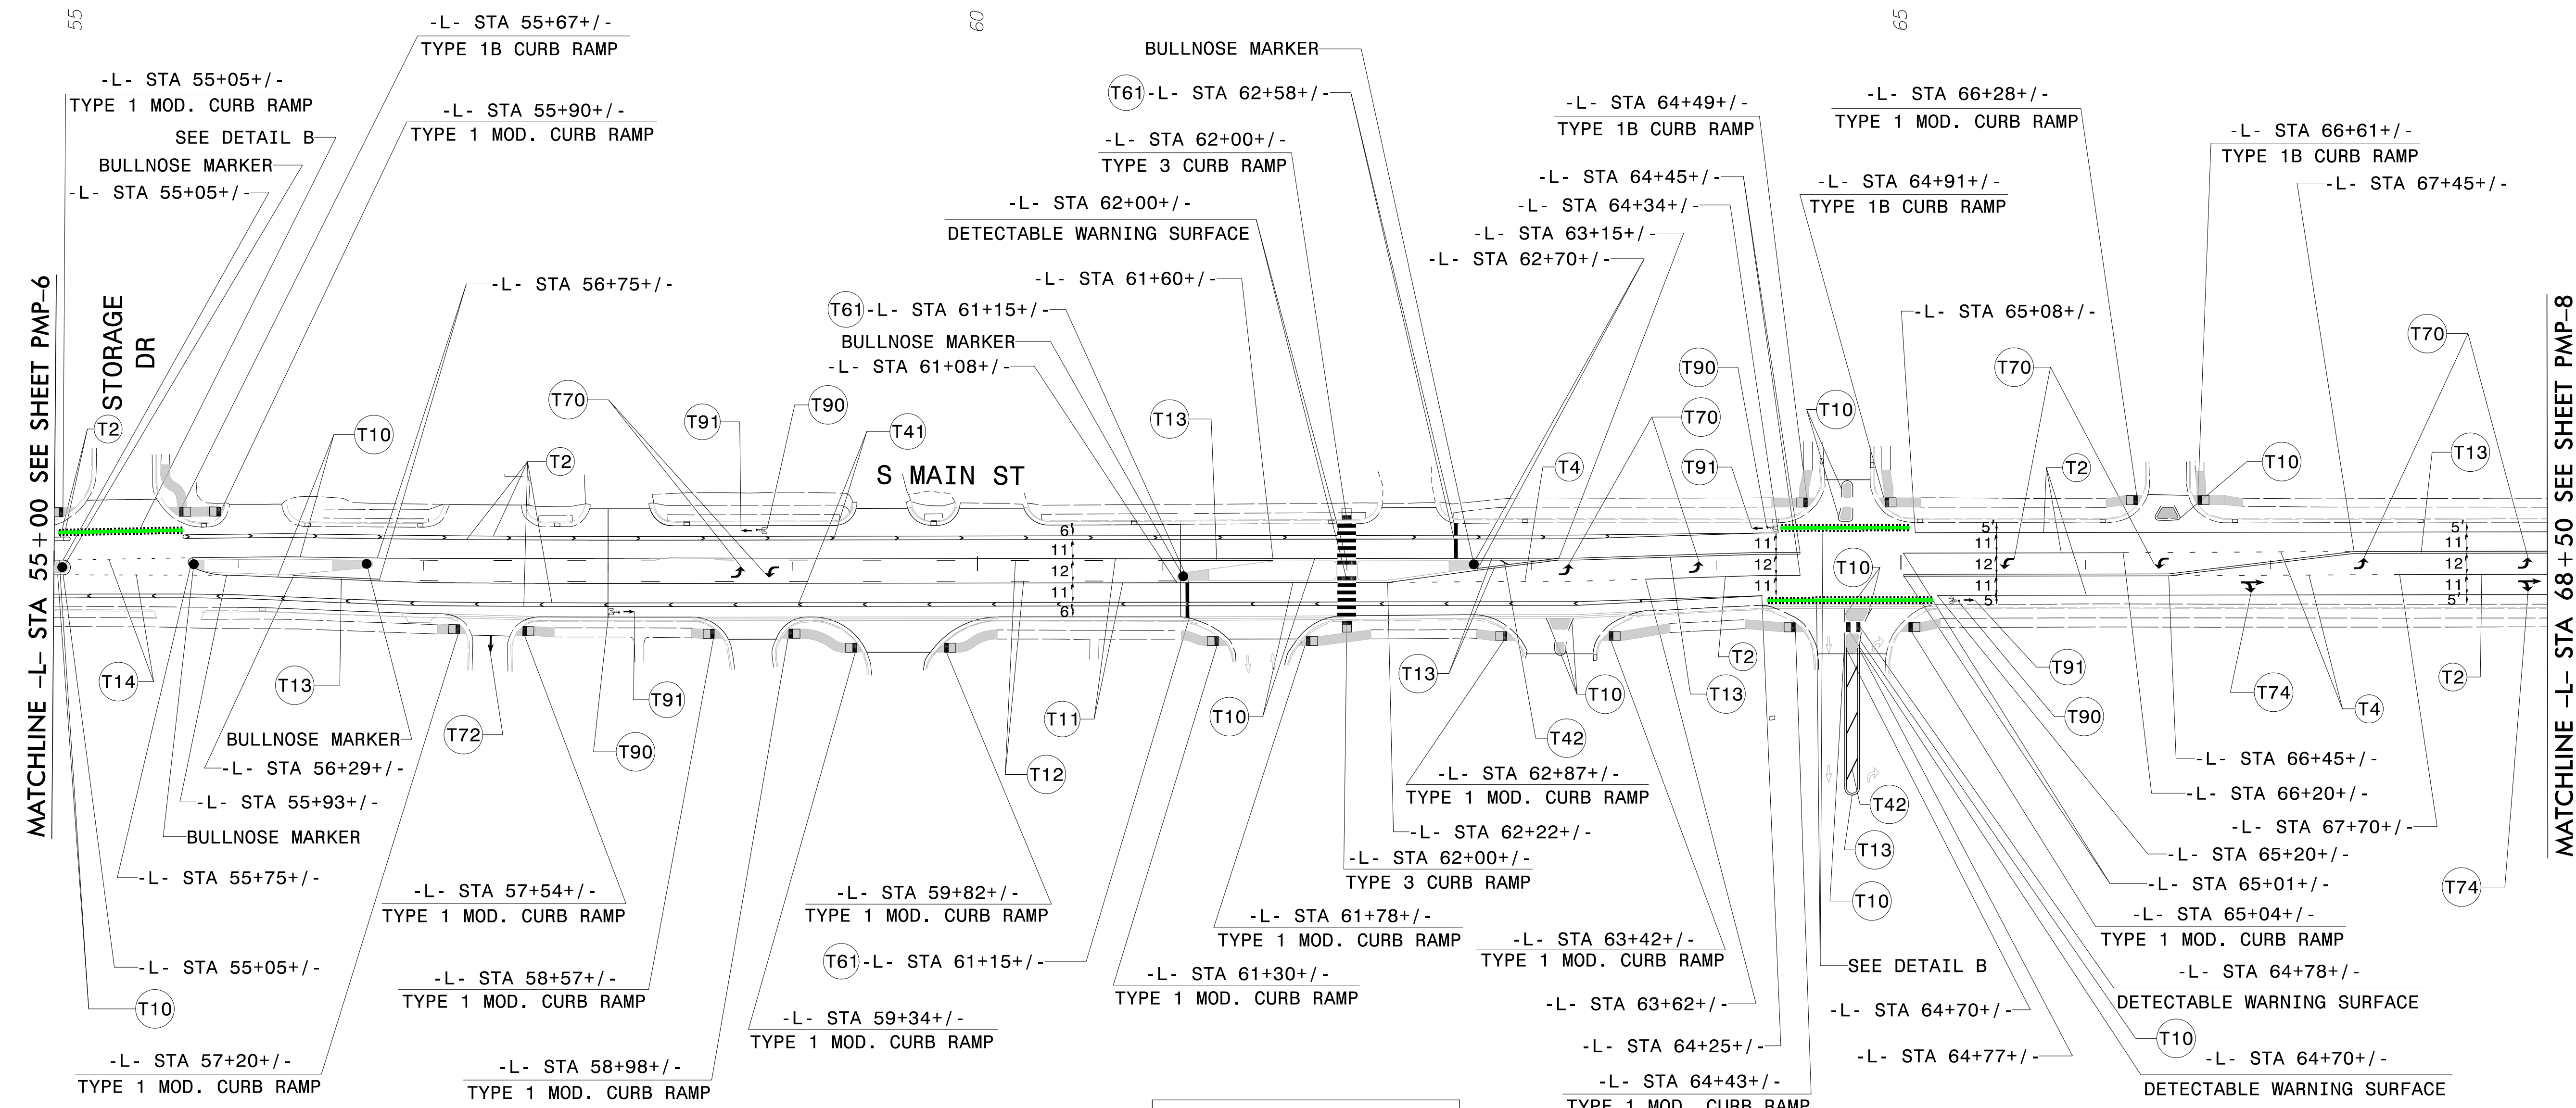 55
60
65
-L- STA 55+67+/-
TYPE 1B CURB RAMP
-L- STA 55+05+/-
TYPE 1 MOD. CURB RAMP
-L- STA 55+90+/-
TYPE 1 MOD. CURB RAMP
SEE DETAIL B
BULLNOSE MARKER
-L- STA 55+05+/-
BULLNOSE MARKER
T61
-L- STA 62+58+/-
-L- STA 62+00+/-
TYPE 3 CURB RAMP
-L- STA 62+00+/-
DETECTABLE WARNING SURFACE
-L- STA 64+49+/-
TYPE 1B CURB RAMP
-L- STA 66+28+/-
TYPE 1 MOD. CURB RAMP
-L- STA 66+61+/-
TYPE 1B CURB RAMP
-L- STA 64+45+/-
-L- STA 64+34+/-
-L- STA 63+15+/-
-L- STA 62+70+/-
-L- STA 64+91+/-
TYPE 1B CURB RAMP
-L- STA 67+45+/-
-L- STA 56+75+/-
-L- STA 61+60+/-
T61
-L- STA 61+15+/-
BULLNOSE MARKER
-L- STA 61+08+/-
-L- STA 65+08+/-
MATCHLINE -L- STA 55+00 SEE SHEET PMP-6
STORAGE
DR
MATCHLINE -L- STA 68+50 SEE SHEET PMP-8
T2
T10
T70
T91
T90
T41
T2
T13
T90
T91
T70
T4
T10
T70
T2
T10
T70
T13
S MAIN ST
6'
11
12
11
6'
11
12
11
5'
11
12
11
5'
5'
11
12
11
5'
T10
T14
T13
T72
T91
T90
T11
T12
T10
T13
T10
T2
T13
T42
T91
T90
T74
T4
T2
T42
T13
T10
T74
BULLNOSE MARKER
-L- STA 56+29+/-
-L- STA 55+93+/-
BULLNOSE MARKER
-L- STA 55+75+/-
-L- STA 55+05+/-
T10
-L- STA 57+20+/-
TYPE 1 MOD. CURB RAMP
-L- STA 57+54+/-
TYPE 1 MOD. CURB RAMP
-L- STA 58+57+/-
TYPE 1 MOD. CURB RAMP
-L- STA 58+98+/-
TYPE 1 MOD. CURB RAMP
-L- STA 59+34+/-
TYPE 1 MOD. CURB RAMP
-L- STA 59+82+/-
TYPE 1 MOD. CURB RAMP
T61
-L- STA 61+15+/-
-L- STA 61+30+/-
TYPE 1 MOD. CURB RAMP
-L- STA 61+78+/-
TYPE 1 MOD. CURB RAMP
-L- STA 62+00+/-
TYPE 3 CURB RAMP
-L- STA 62+22+/-
-L- STA 62+87+/-
TYPE 1 MOD. CURB RAMP
-L- STA 63+42+/-
TYPE 1 MOD. CURB RAMP
-L- STA 63+62+/-
-L- STA 64+25+/-
-L- STA 64+43+/-
TYPE 1 MOD. CURB RAMP
SEE DETAIL B
-L- STA 64+70+/-
-L- STA 64+77+/-
-L- STA 66+45+/-
-L- STA 66+20+/-
-L- STA 67+70+/-
-L- STA 65+20+/-
-L- STA 65+01+/-
-L- STA 65+04+/-
TYPE 1 MOD. CURB RAMP
-L- STA 64+78+/-
DETECTABLE WARNING SURFACE
T10
-L- STA 64+70+/-
DETECTABLE WARNING SURFACE